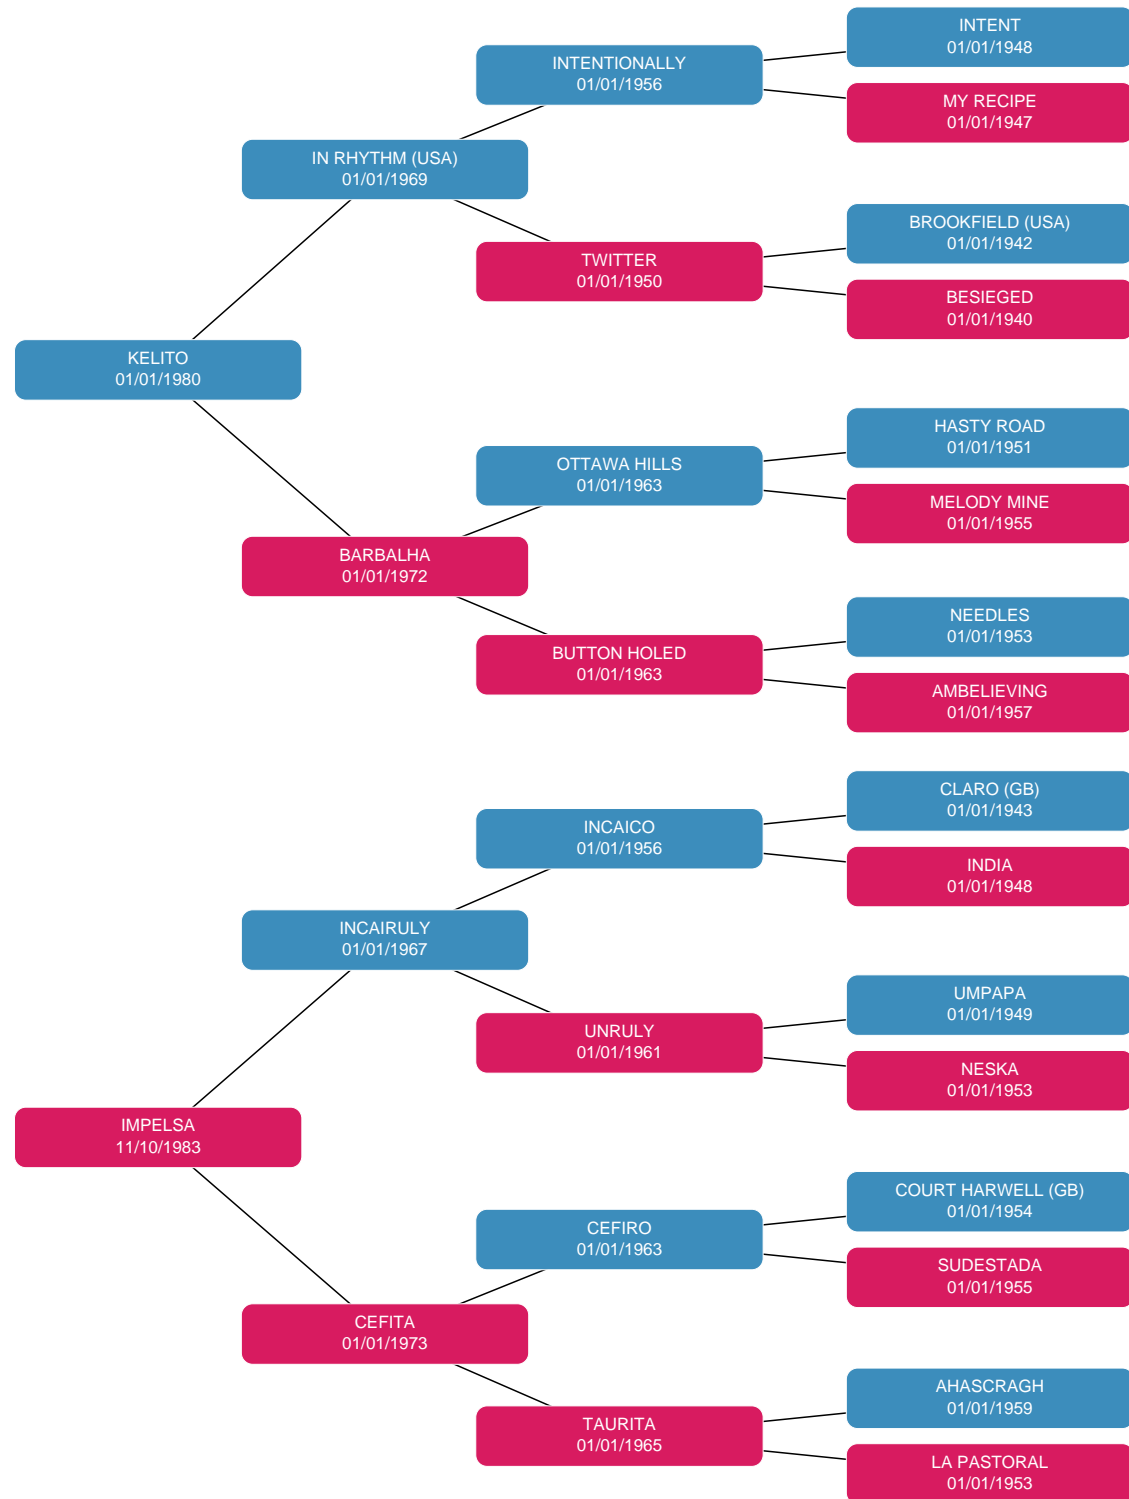 INTENT
01/01/1948
INTENTIONALLY
01/01/1956
MY RECIPE
01/01/1947
IN RHYTHM (USA)
01/01/1969
BROOKFIELD (USA)
01/01/1942
TWITTER
01/01/1950
BESIEGED
01/01/1940
KELITO
01/01/1980
HASTY ROAD
01/01/1951
OTTAWA HILLS
01/01/1963
MELODY MINE
01/01/1955
BARBALHA
01/01/1972
NEEDLES
01/01/1953
BUTTON HOLED
01/01/1963
AMBELIEVING
01/01/1957
CLARO (GB)
01/01/1943
INCAICO
01/01/1956
INDIA
01/01/1948
INCAIRULY
01/01/1967
UMPAPA
01/01/1949
UNRULY
01/01/1961
NESKA
01/01/1953
IMPELSA
11/10/1983
COURT HARWELL (GB)
01/01/1954
CEFIRO
01/01/1963
SUDESTADA
01/01/1955
CEFITA
01/01/1973
AHASCRAGH
01/01/1959
TAURITA
01/01/1965
LA PASTORAL
01/01/1953